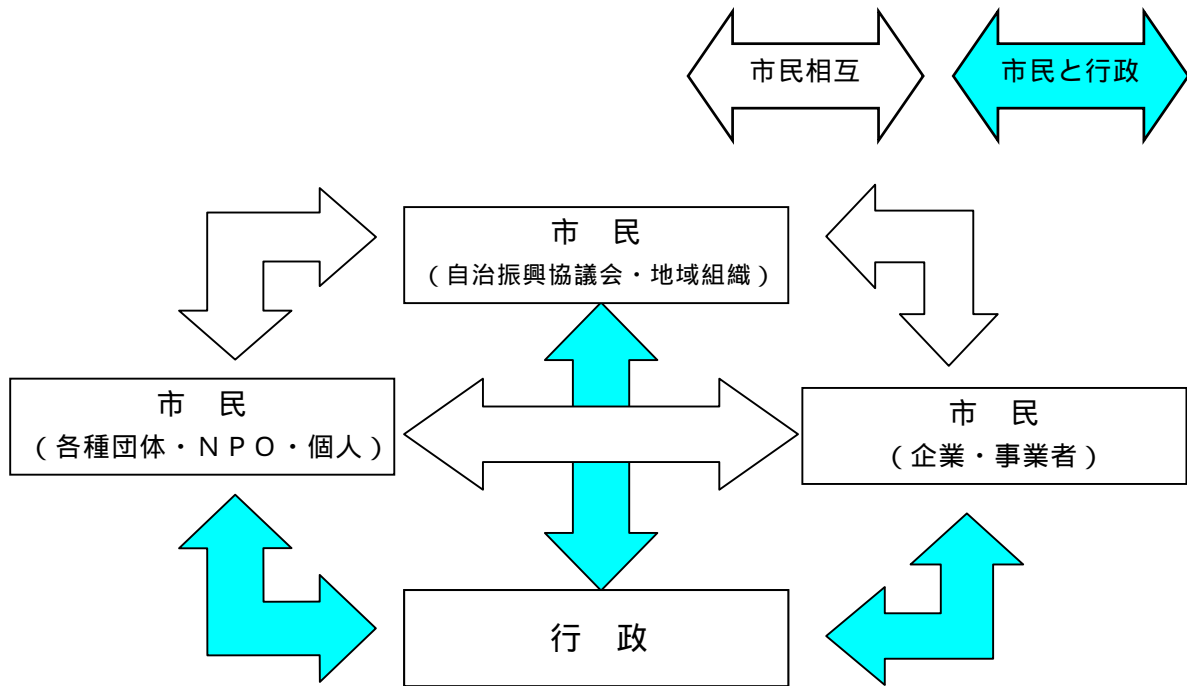 市民相互
市民と行政
市　民
（自治振興協議会・地域組織）
市　民
（各種団体・ＮＰＯ・個人）
市　民
（企業・事業者）
行　政